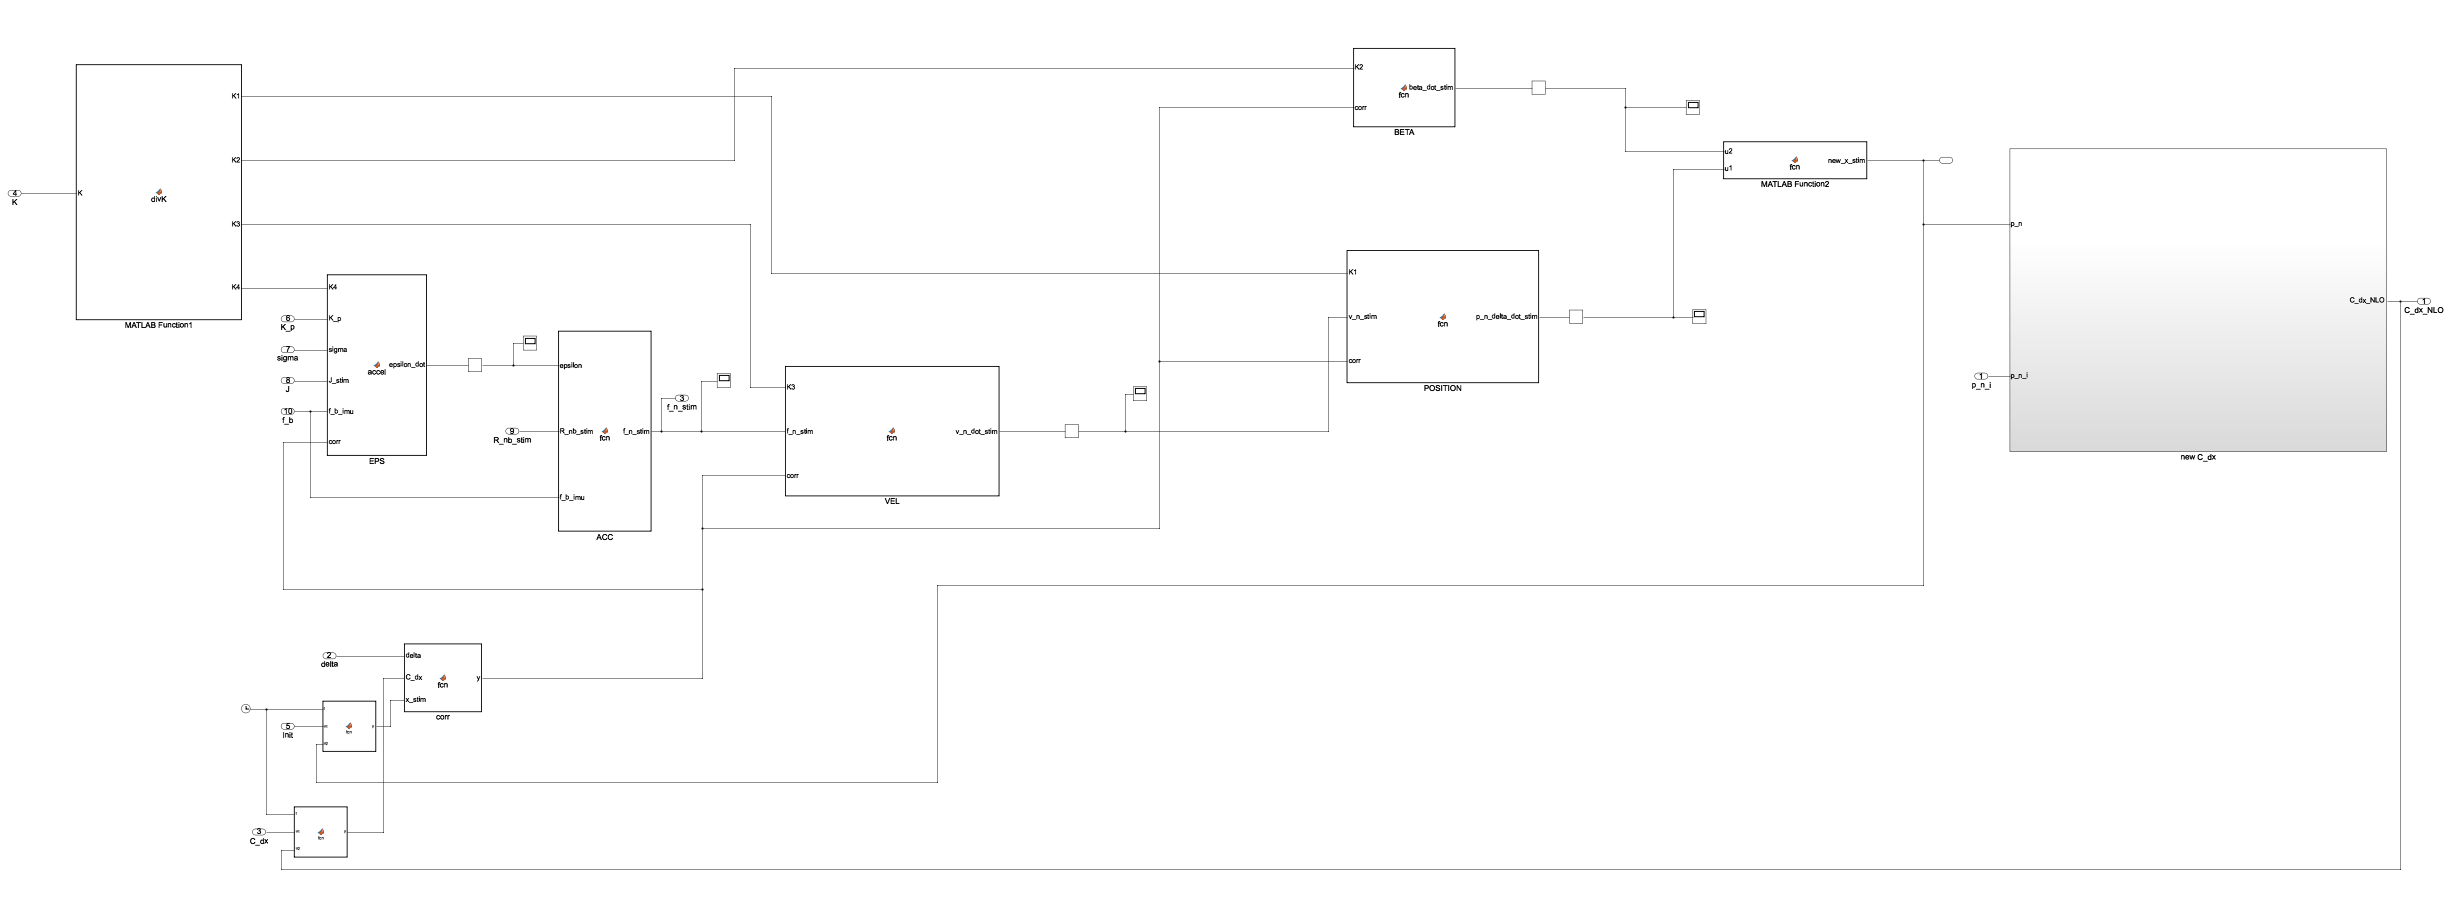 K2
beta_dot_stim
fcn
corr
BETA
K1
K2
4
K
K
divK
K3
K4
MATLAB Function1
u2
u1
fcn
new_x_stim
MATLAB Function2
p_n
p_n_i
C_dx_NLO
new C_dx
1
C_dx_NLO
1
p_n_i
K1
v_n_stim
corr
fcn
p_n_delta_dot_stim
POSITION
K4
K_p
sigma
J_stim
f_b_imu
corr
accel
epsilon_dot
EPS
6
K_p
7
sigma
8
J
10
f_b
epsilon
R_nb_stim
f_b_imu
fcn
f_n_stim
ACC
9
R_nb_stim
3
f_n_stim
K3
f_n_stim
corr
fcn
v_n_dot_stim
VEL
2
delta
delta
C_dx
x_stim
fcn
y
corr
5
init
fcn
3
C_dx
fcn